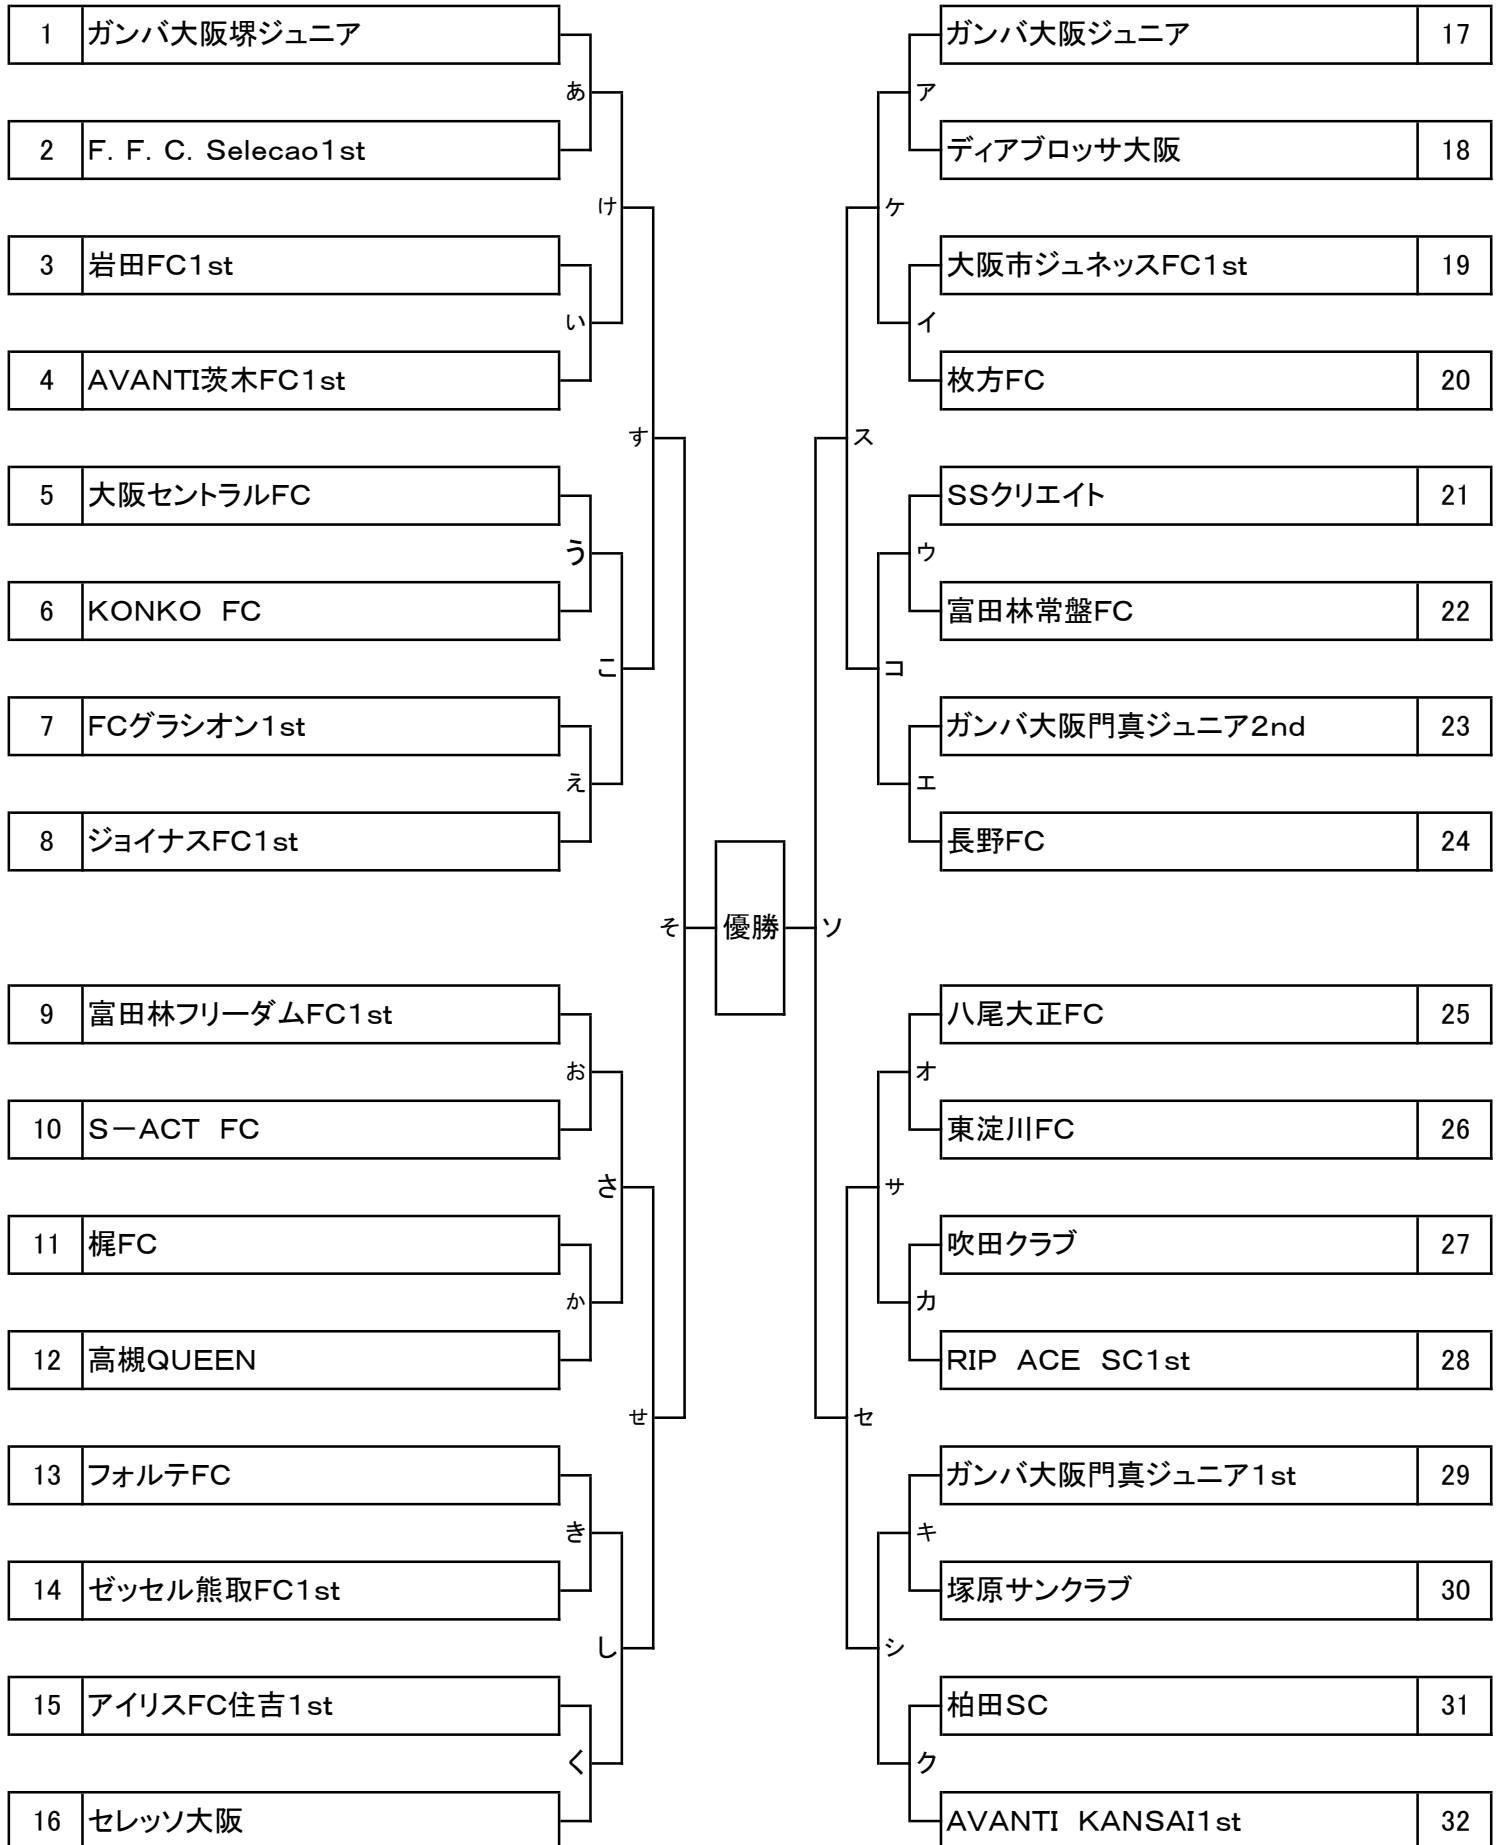 1 ガンバ大阪堺ジュニア
あ
2 F. F. C. Selecao1st
け
3 岩田FC1st
い
4 AVANTI茨木FC1st
す
5 大阪セントラルFC
う
6 KONKO FC
こ
7 FCグラシオン1st
え
8 ジョイナスFC1st
そ
9 富田林フリーダムFC1st
お
10 S-ACT FC
さ
11 梶FC
か
12 高槻QUEEN
せ
13 フォルテFC
き
14 ゼッセル熊取FC1st
し
15 アイリスFC住吉1st
く
16 セレッソ大阪
優勝
ガンバ大阪ジュニア 17
ア
ディアブロッサ大阪 18
ケ
大阪市ジュネッスFC1st 19
イ
枚方FC 20
ス
SSクリエイト 21
ウ
富田林常盤FC 22
コ
ガンバ大阪門真ジュニア2nd 23
エ
長野FC 24
ソ
八尾大正FC 25
オ
東淀川FC 26
サ
吹田クラブ 27
カ
RIP ACE SC1st 28
セ
ガンバ大阪門真ジュニア1st 29
キ
塚原サンクラブ 30
シ
柏田SC 31
ク
AVANTI KANSAI1st 32